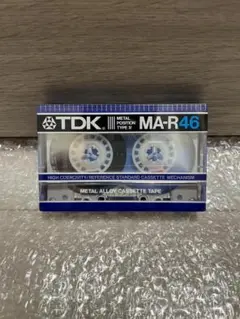 TDK METAL POSITION TYPE IV MA-R46
HIGH COERCIVITY/REFERENCE STANDARD CASSETTE MECHANISM
METAL ALLOY CASSETTE TAPE